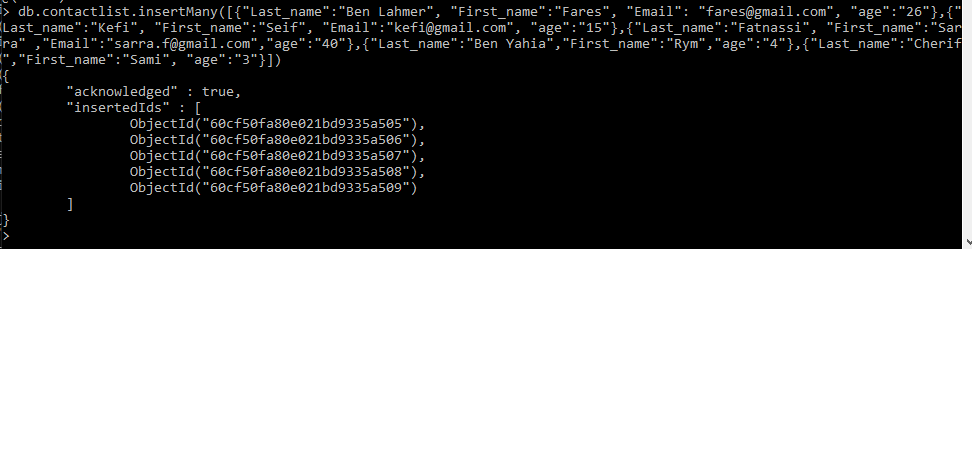 > db.contactlist.insertMany([{"Last_name":"Ben Lahmer", "First_name":"Fares", "Email": "fares@gmail.com", "age":"26"},{"
Last_name":"Kefi", "First_name":"Seif", "Email":"kefi@gmail.com", "age":"15"},{"Last_name":"Fatnassi", "First_name":"Sar
ra" ,"Email":"sarra.f@gmail.com","age":"40"},{"Last_name":"Ben Yahia","First_name":"Rym","age":"4"},{"Last_name":"Cherif
","First_name":"Sami", "age":"3"}])
{
        "acknowledged" : true,
        "insertedIds" : [
                ObjectId("60cf50fa80e021bd9335a505"),
                ObjectId("60cf50fa80e021bd9335a506"),
                ObjectId("60cf50fa80e021bd9335a507"),
                ObjectId("60cf50fa80e021bd9335a508"),
                ObjectId("60cf50fa80e021bd9335a509")
        ]
}
>